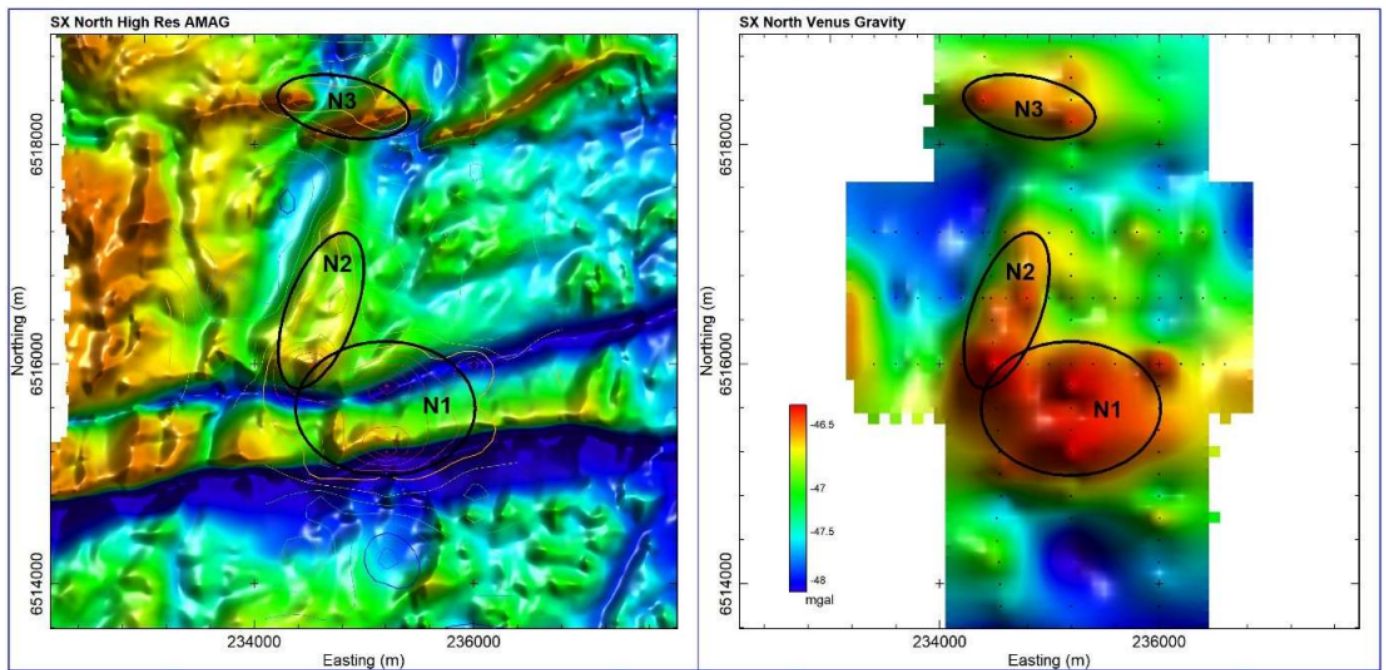 SX North High Res AMAG
N3
N2
N1
6518000
6516000
6514000
Northing (m)
234000
236000
Easting (m)
SX North Venus Gravity
N3
N2
N1
6518000
6516000
6514000
Northing (m)
-46.5
-47
-47.5
-48
mgal
234000
236000
Easting (m)